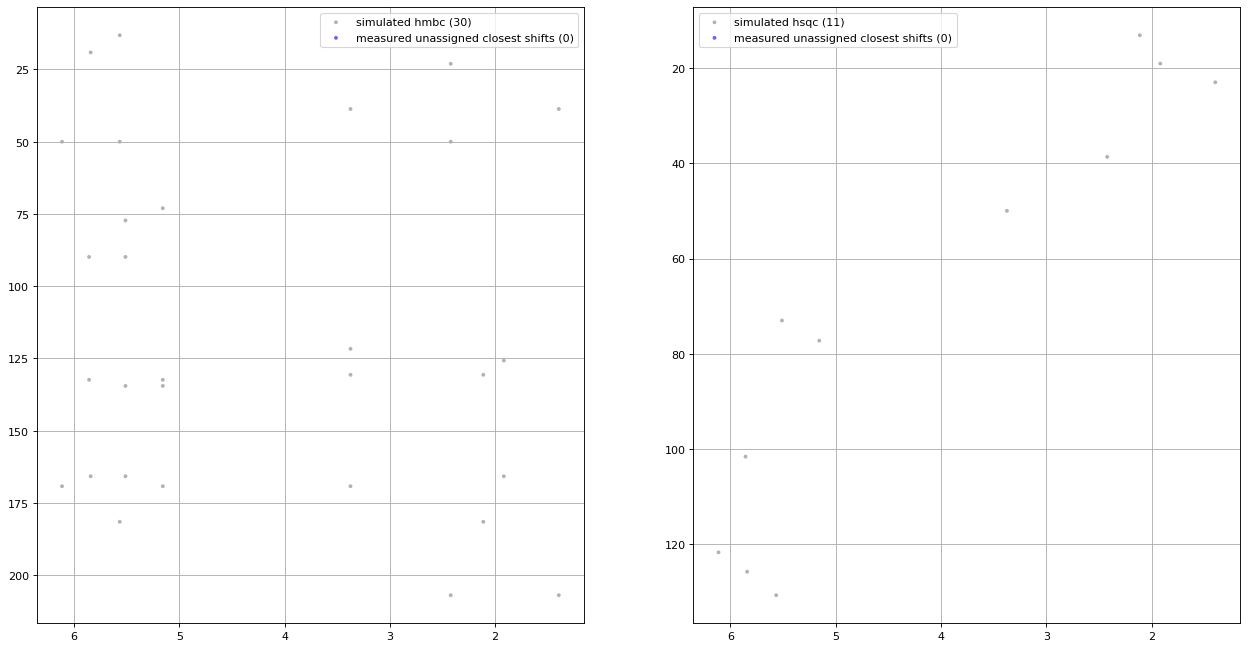 simulated hmbc (30)
measured unassigned closest shifts (0)
25
50
75
100
125
150
175
200
6 5 4 3 2
simulated hsqc (11)
measured unassigned closest shifts (0)
20
40
60
80
100
120
6 5 4 3 2